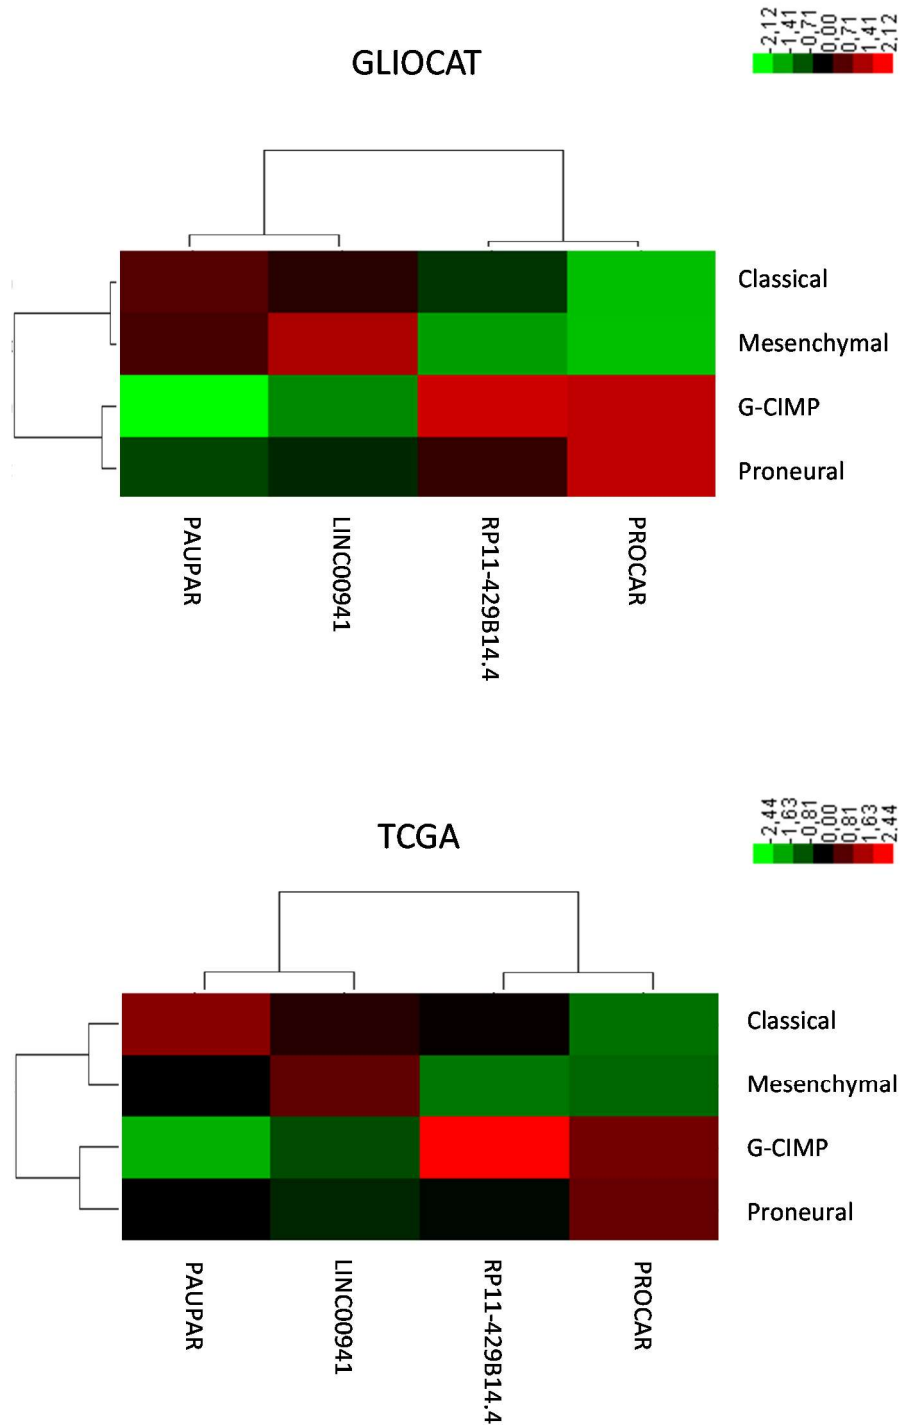 GLIOCAT
-2,12
-1,41
-0,71
0,00
0,71
1,41
2,12
Classical
Mesenchymal
G-CIMP
Proneural
PAUPAR
LINC00941
RP11-429B14.4
PROCAR
TCGA
-2,44
-1,63
-0,81
0,00
0,81
1,63
2,44
Classical
Mesenchymal
G-CIMP
Proneural
PAUPAR
LINC00941
RP11-429B14.4
PROCAR